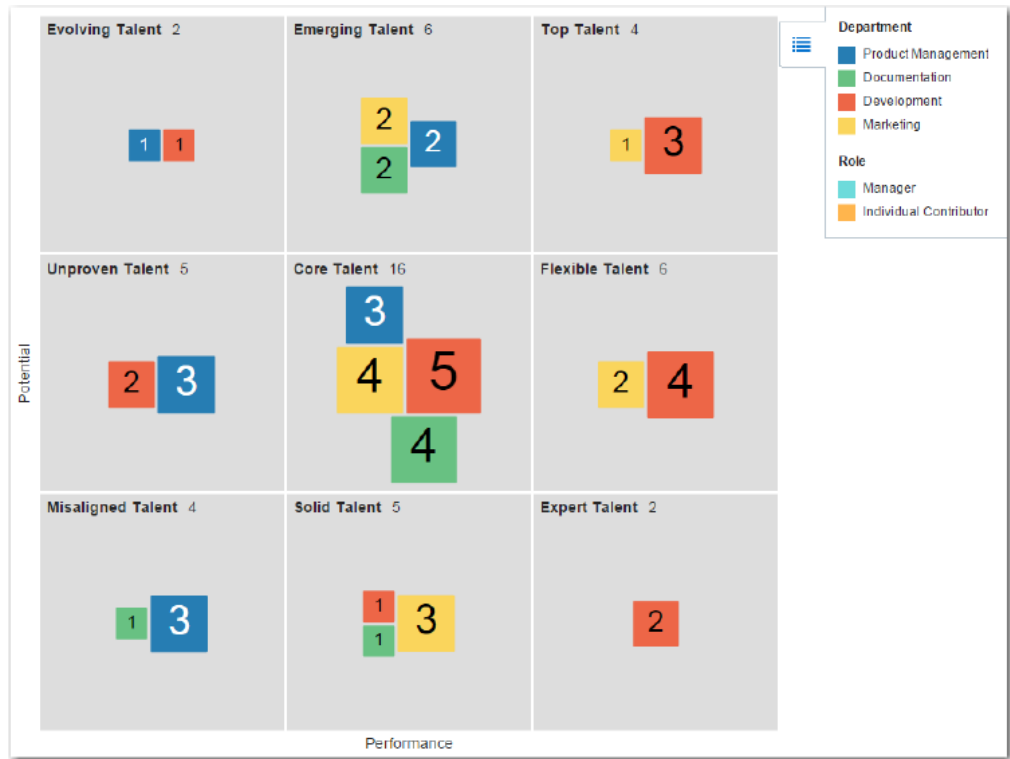 Evolving Talent 2
1 1
Emerging Talent 6
2
2
2
Top Talent 4
1 3
Unproven Talent 5
2 3
Core Talent 16
3
4 5
4
Flexible Talent 6
2 4
Misaligned Talent 4
1 3
Solid Talent 5
1
3
1
Expert Talent 2
2
Potential
Performance
Department
Product Management
Documentation
Development
Marketing
Role
Manager
Individual Contributor